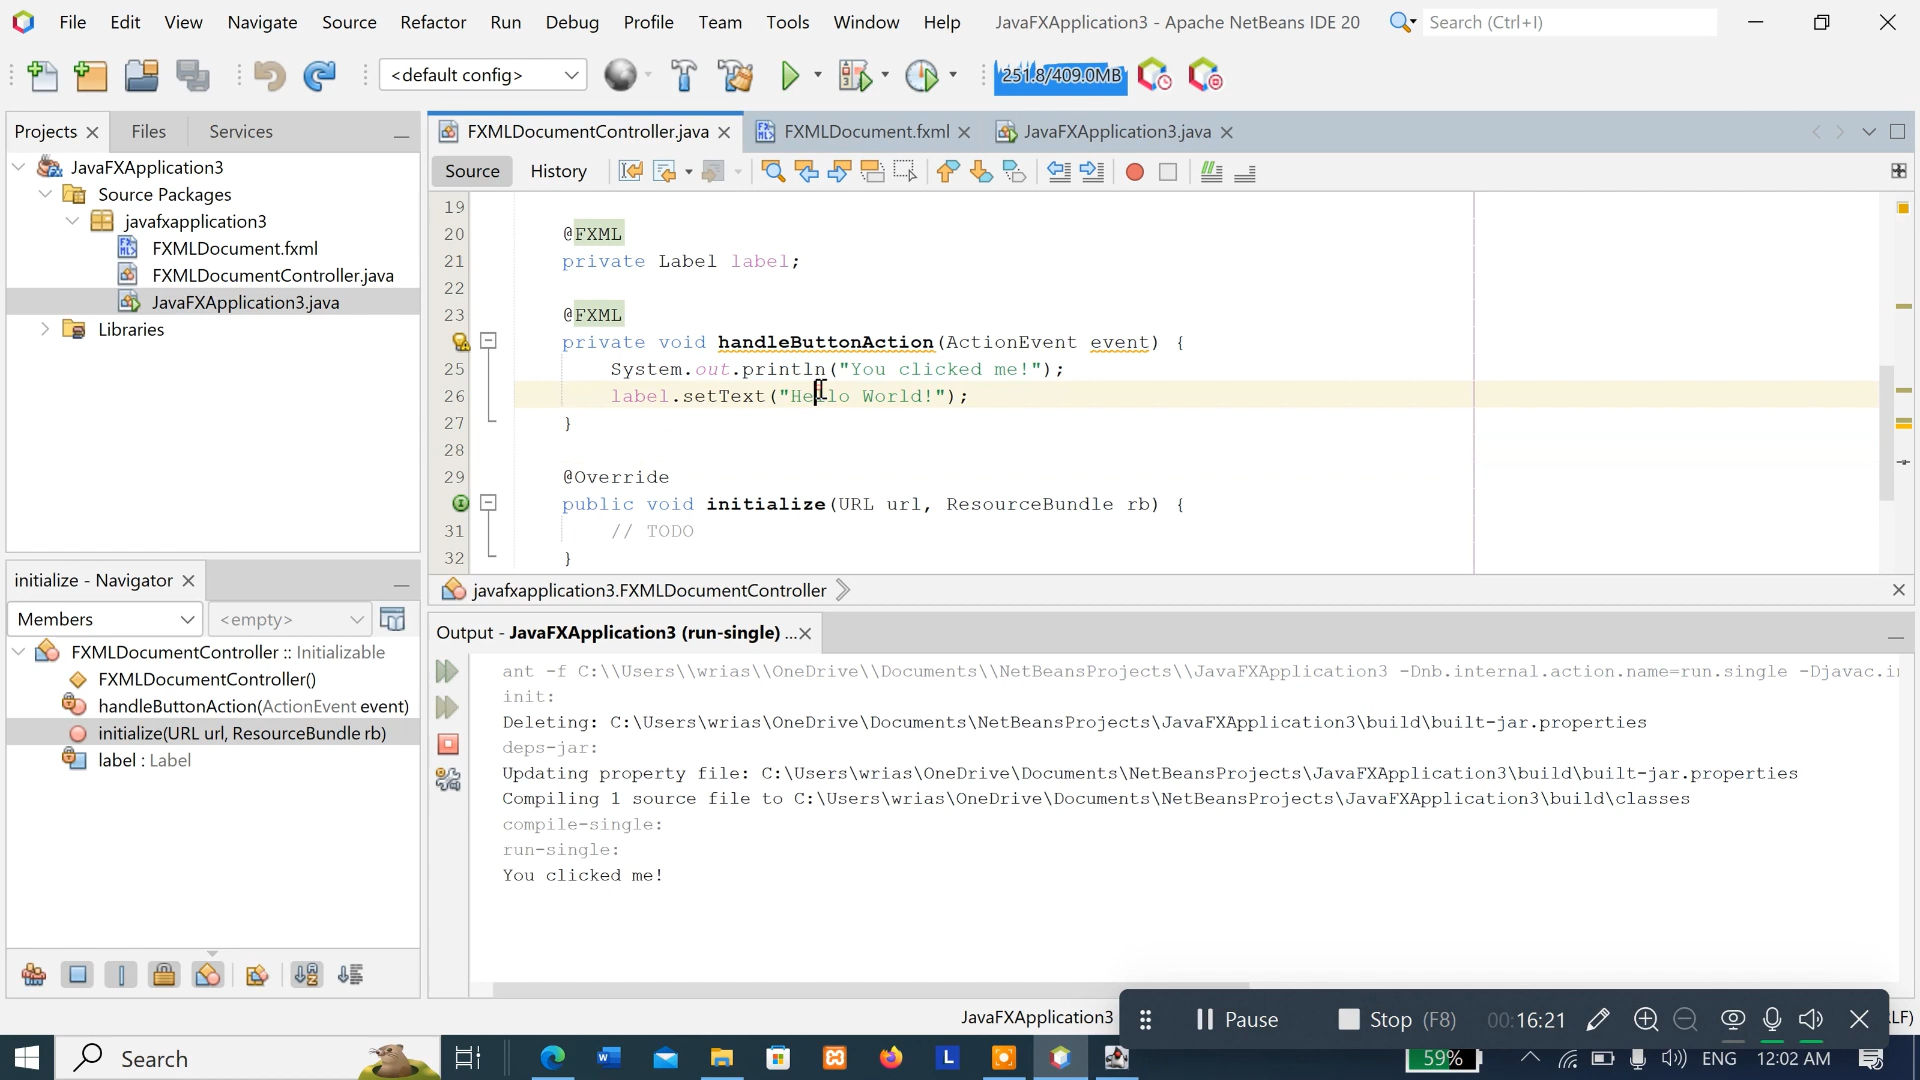 File Edit View Navigate Source Refactor Run Debug Profile Team Tools Window Help JavaFXApplication3 - Apache NetBeans IDE 20 Search (Ctrl+I)
<default config> 251.8/409.0MB
Projects Files Services
FXMLDocumentController.java FXMLDocument.fxml JavaFXApplication3.java
Source History
JavaFXApplication3
Source Packages
javafxapplication3
FXMLDocument.fxml
FXMLDocumentController.java
JavaFXApplication3.java
Libraries
19
20 @FXML
21 private Label label;
22
23 @FXML
private void handleButtonAction(ActionEvent event) {
25 System.out.println("You clicked me!");
26 label.setText("Hello World!");
27 }
28
29 @Override
public void initialize(URL url, ResourceBundle rb) {
31 // TODO
32 }
javafxapplication3.FXMLDocumentController
initialize - Navigator
Members <empty>
FXMLDocumentController :: Initializable
FXMLDocumentController()
handleButtonAction(ActionEvent event)
initialize(URL url, ResourceBundle rb)
label : Label
Output - JavaFXApplication3 (run-single) ...
ant -f C:\\Users\\wrias\\OneDrive\\Documents\\NetBeansProjects\\JavaFXApplication3 -Dnb.internal.action.name=run.single -Djavac.in
init:
Deleting: C:\Users\wrias\OneDrive\Documents\NetBeansProjects\JavaFXApplication3\build\built-jar.properties
deps-jar:
Updating property file: C:\Users\wrias\OneDrive\Documents\NetBeansProjects\JavaFXApplication3\build\built-jar.properties
Compiling 1 source file to C:\Users\wrias\OneDrive\Documents\NetBeansProjects\JavaFXApplication3\build\classes
compile-single:
run-single:
You clicked me!
JavaFXApplication3
Pause Stop (F8) 00:16:21 LF)
Search 59% ENG 12:02 AM